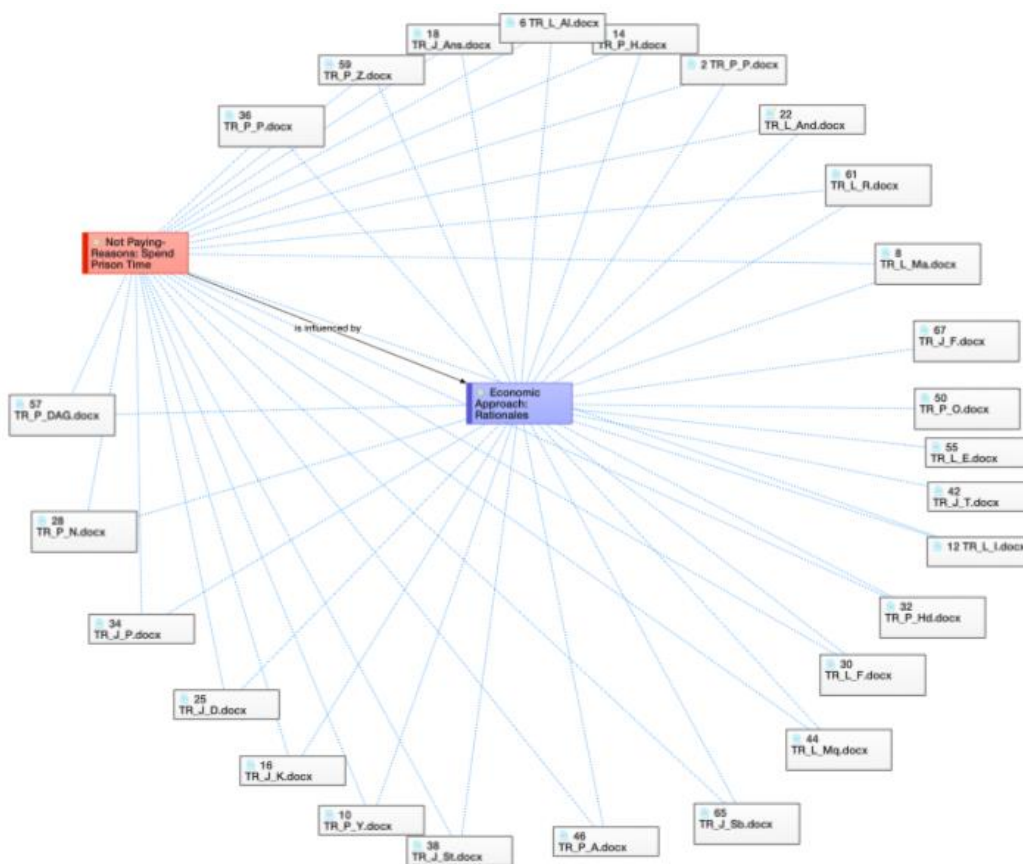 6 TR_L_Al.docx
18
TR_J_Ans.docx
14
TR_P_H.docx
59
TR_P_Z.docx
2 TR_P_P.docx
36
TR_P_P.docx
22
TR_L_And.docx
61
TR_L_R.docx
Not Paying-
Reasons: Spend
Prison Time
8
TR_L_Ma.docx
is influenced by
67
TR_J_F.docx
Economic
Approach:
Rationales
57
TR_P_DAG.docx
50
TR_P_O.docx
55
TR_L_E.docx
42
TR_J_T.docx
28
TR_P_N.docx
12 TR_L_I.docx
34
TR_J_P.docx
32
TR_P_Hd.docx
30
TR_L_F.docx
25
TR_J_D.docx
44
TR_L_Mq.docx
16
TR_J_K.docx
65
TR_J_Sb.docx
10
TR_P_Y.docx
46
TR_P_A.docx
38
TR_J_St.docx